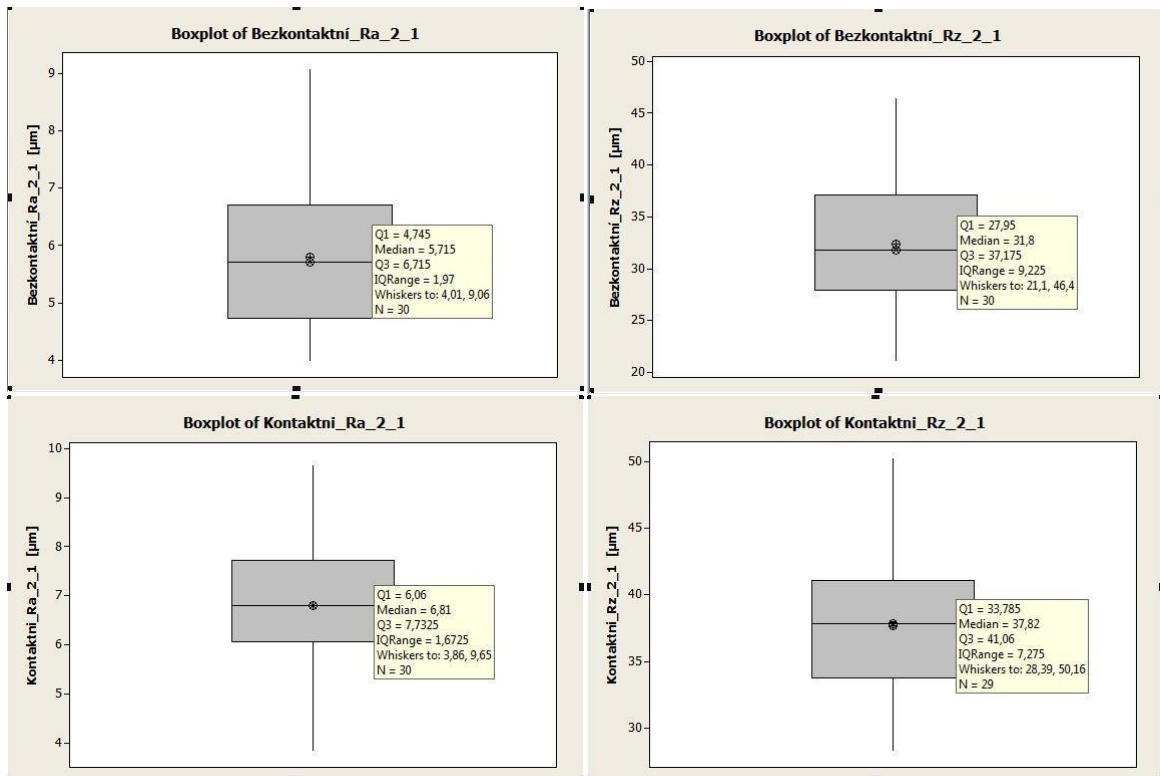 Boxplot of Bezkontaktní_Ra_2_1
Bezkontaktní_Ra_2_1 [µm]
9
8
7
6
5
4
Q1 = 4,745
Median = 5,715
Q3 = 6,715
IQRange = 1,97
Whiskers to: 4,01, 9,06
N = 30
Boxplot of Bezkontaktní_Rz_2_1
Bezkontaktní_Rz_2_1 [µm]
50
45
40
35
30
25
20
Q1 = 27,95
Median = 31,8
Q3 = 37,175
IQRange = 9,225
Whiskers to: 21,1, 46,4
N = 30
Boxplot of Kontaktni_Ra_2_1
Kontaktni_Ra_2_1 [µm]
10
9
8
7
6
5
4
Q1 = 6,06
Median = 6,81
Q3 = 7,7325
IQRange = 1,6725
Whiskers to: 3,86, 9,65
N = 30
Boxplot of Kontaktni_Rz_2_1
Kontaktni_Rz_2_1 [µm]
50
45
40
35
30
Q1 = 33,785
Median = 37,82
Q3 = 41,06
IQRange = 7,275
Whiskers to: 28,39, 50,16
N = 29